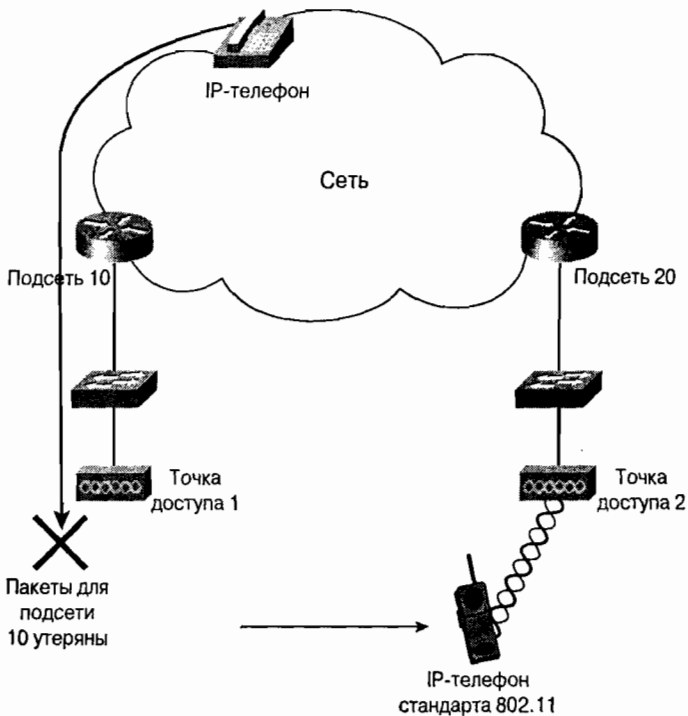 IP-телефон
Сеть
Подсеть 10
Подсеть 20
Точка
доступа 1
Точка
доступа 2
Пакеты для
подсети
10 утеряны
IP-телефон
стандарта 802.11